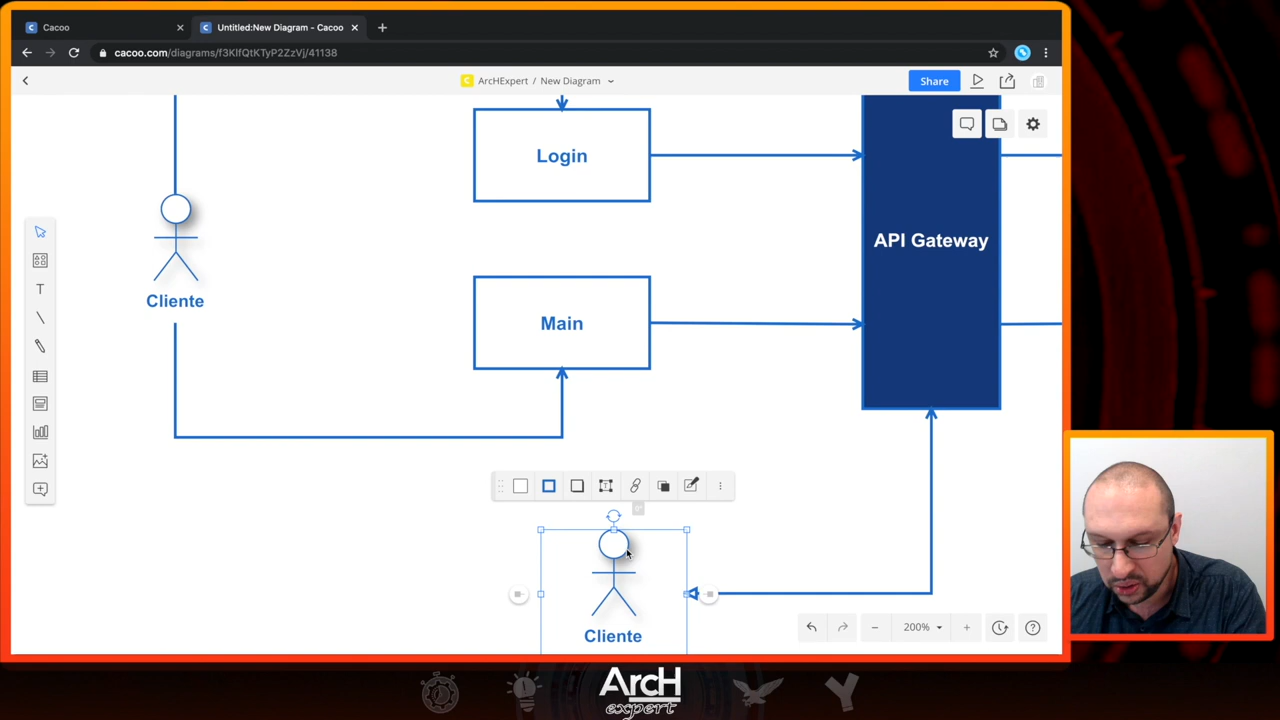 Cacoo
Untitled:New Diagram - Cacoo
cacoo.com/diagrams/f3KlfQtKTyP2ZzVj/41138
ArcHExpert / New Diagram
Share
Login
API Gateway
Cliente
Main
Cliente
200%
ArcH
expert